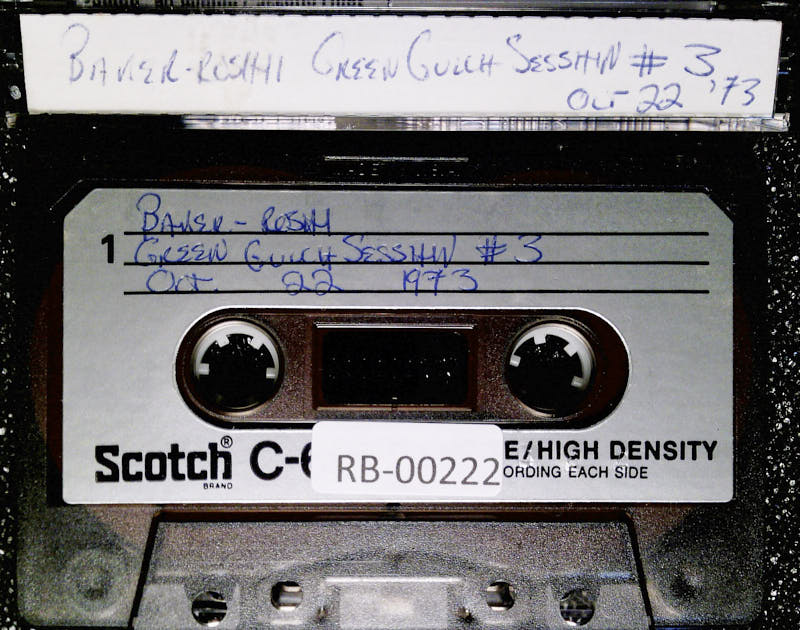 BAKER-ROSHI GREEN GULCH SESSHIN # 3
Oct 22 '73
BAKER - ROSHI
1 GREEN GULCH SESSHIN # 3
Oct. 22 1973
Scotch® C-6 E/HIGH DENSITY
BRAND ORDING EACH SIDE
RB-00222